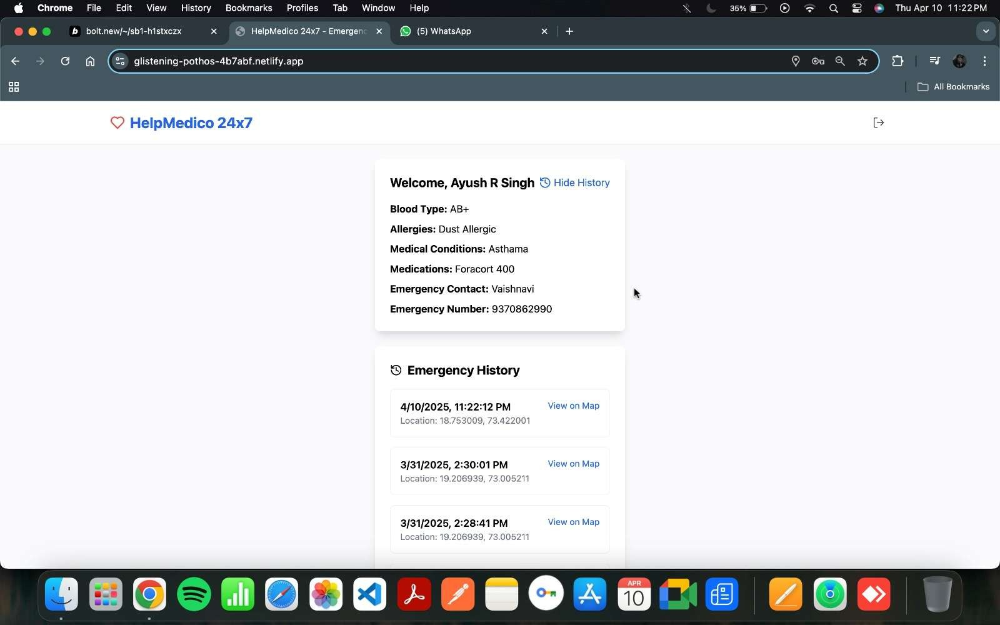 Chrome File Edit View History Bookmarks Profiles Tab Window Help 35% Thu Apr 10 11:22 PM
bolt.new/~/sb1-h1stxczx HelpMedico 24x7 - Emergenc (5) WhatsApp
glistening-pothos-4b7abf.netlify.app
All Bookmarks
HelpMedico 24x7
Welcome, Ayush R Singh Hide History
Blood Type: AB+
Allergies: Dust Allergic
Medical Conditions: Asthama
Medications: Foracort 400
Emergency Contact: Vaishnavi
Emergency Number: 9370862990
Emergency History
4/10/2025, 11:22:12 PM View on Map
Location: 18.753009, 73.422001
3/31/2025, 2:30:01 PM View on Map
Location: 19.206939, 73.005211
3/31/2025, 2:28:41 PM View on Map
Location: 19.206939, 73.005211
APR
10